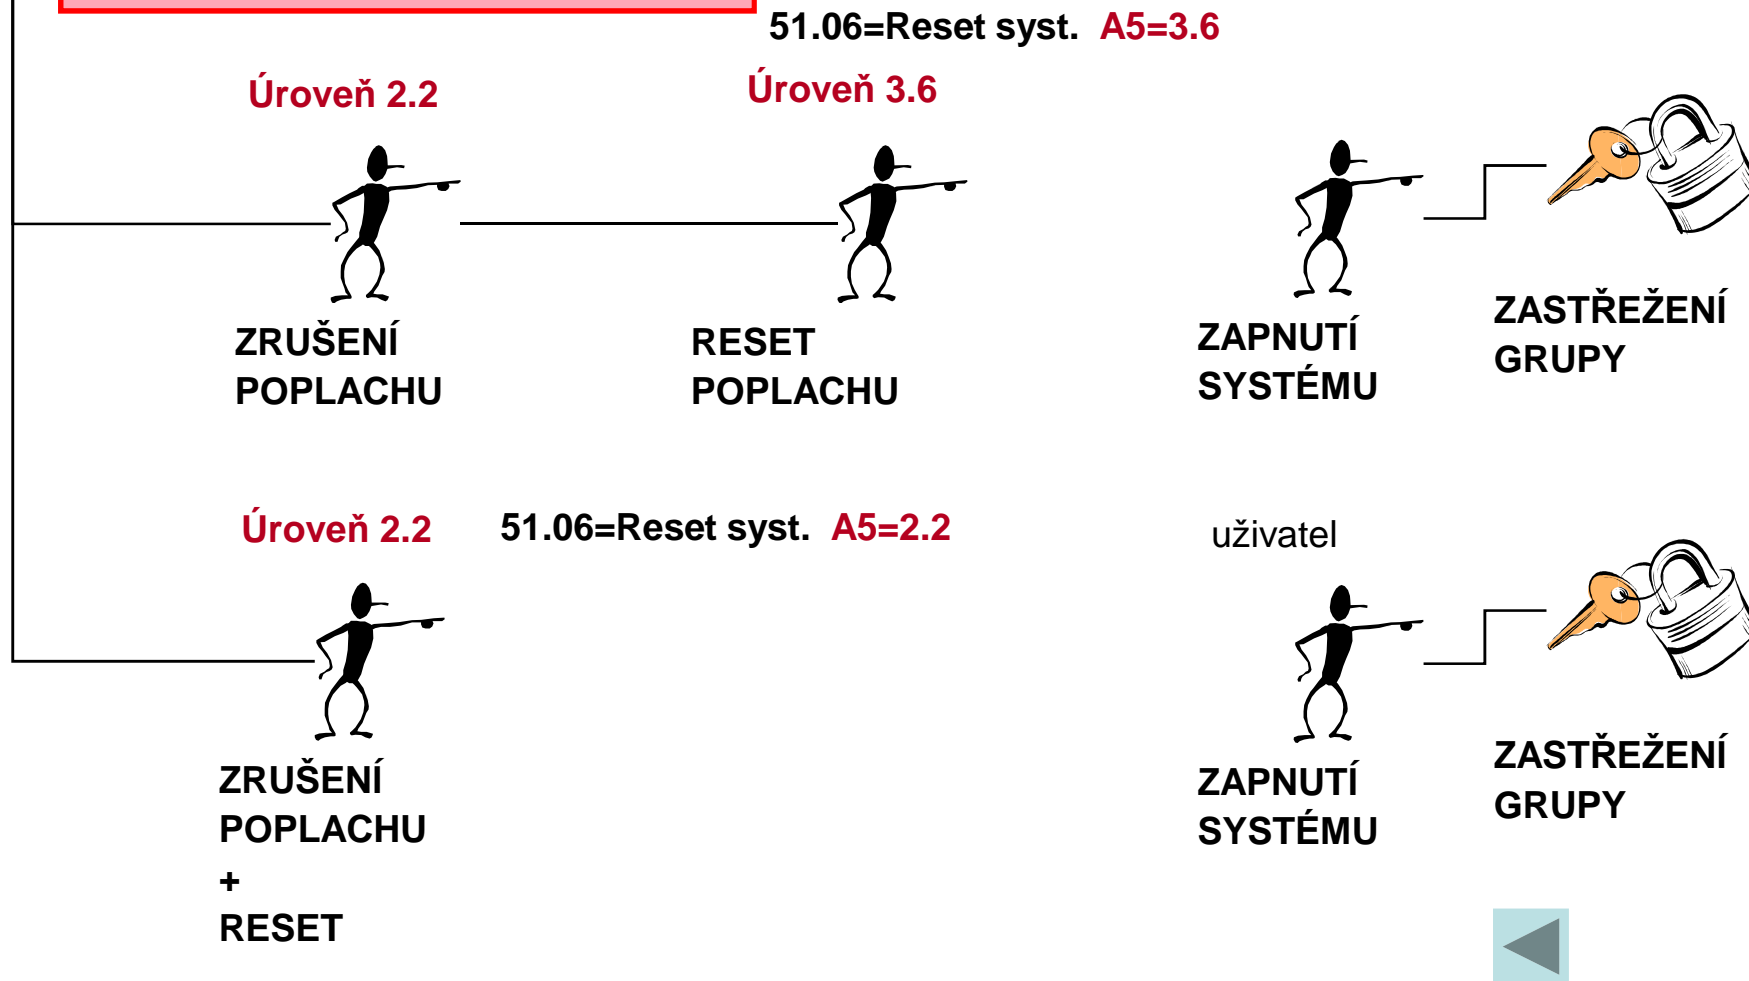 51.06=Reset syst. A5=3.6
Úroveň 2.2
Úroveň 3.6
ZRUŠENÍ
POPLACHU
RESET
POPLACHU
ZAPNUTÍ
SYSTÉMU
ZASTŘEŽENÍ
GRUPY
Úroveň 2.2
51.06=Reset syst. A5=2.2
uživatel
ZRUŠENÍ
POPLACHU
+
RESET
ZAPNUTÍ
SYSTÉMU
ZASTŘEŽENÍ
GRUPY